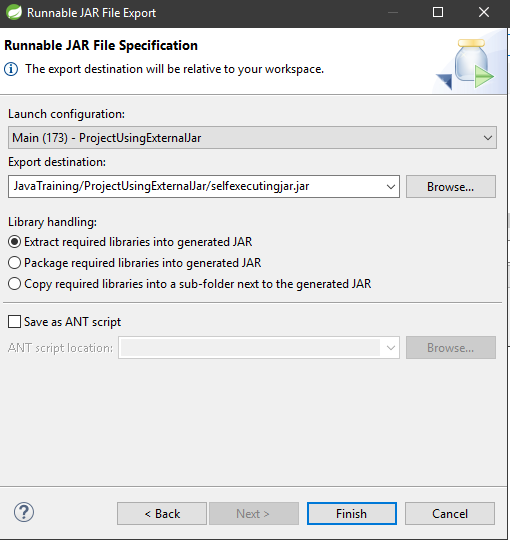 Runnable JAR File Export
Runnable JAR File Specification
The export destination will be relative to your workspace.
Launch configuration:
Main (173) - ProjectUsingExternalJar
Export destination:
JavaTraining/ProjectUsingExternalJar/selfexecutingjar.jar
Browse...
Library handling:
Extract required libraries into generated JAR
Package required libraries into generated JAR
Copy required libraries into a sub-folder next to the generated JAR
Save as ANT script
ANT script location:
Browse...
?
< Back
Next >
Finish
Cancel